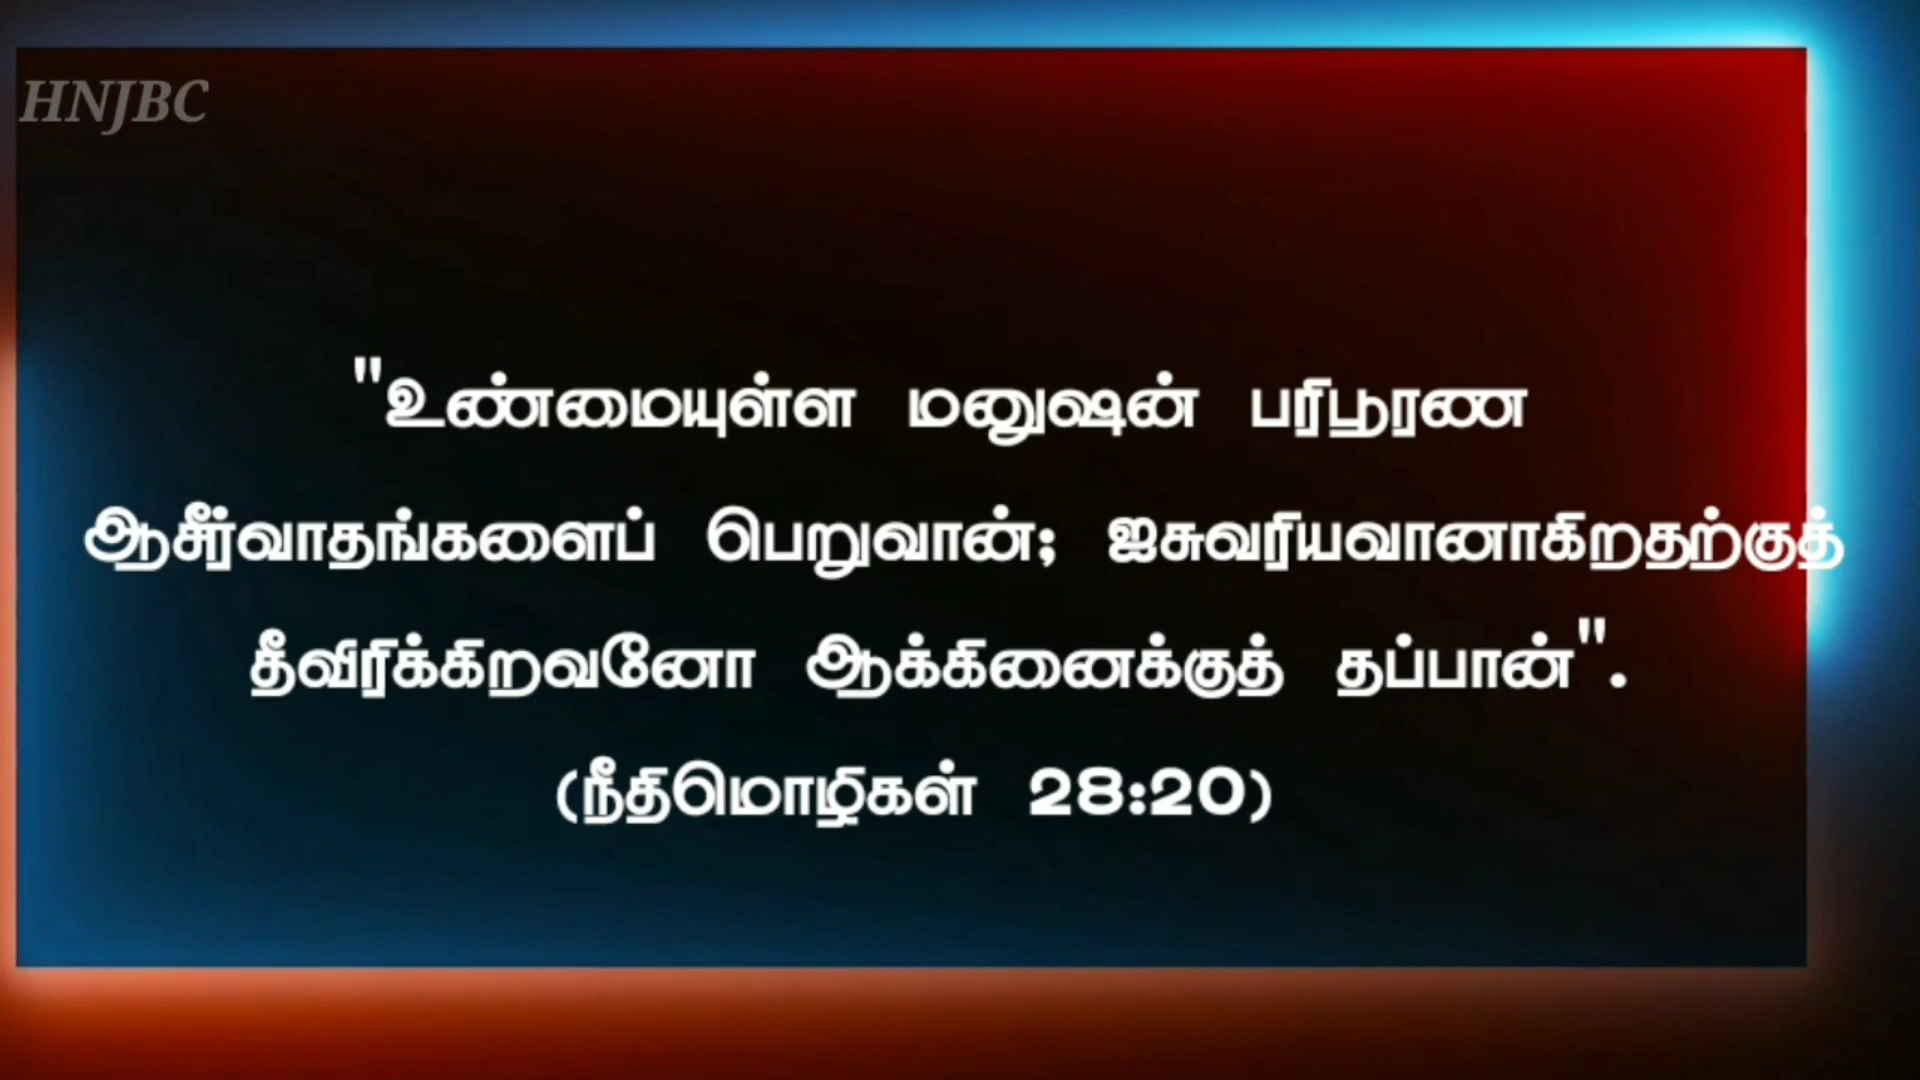 HNJBC
"உண்மையுள்ள மனுஷன் பரிபூரண
ஆசீர்வாதங்களைப் பெறுவான்; ஐசுவரியவானாகிறதற்குத்
தீவிரிக்கிறவனோ ஆக்கினைக்குத் தப்பான்".
(நீதிமொழிகள் 28:20)